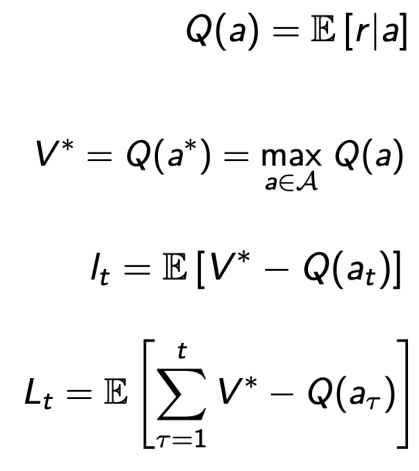 Q(a) = 𝔼 [r|a]
V* = Q(a*) = max_{a∈𝒜} Q(a)
l_t = 𝔼 [V* − Q(a_t)]
L_t = 𝔼 [∑_{τ=1}^{t} V* − Q(a_τ)]